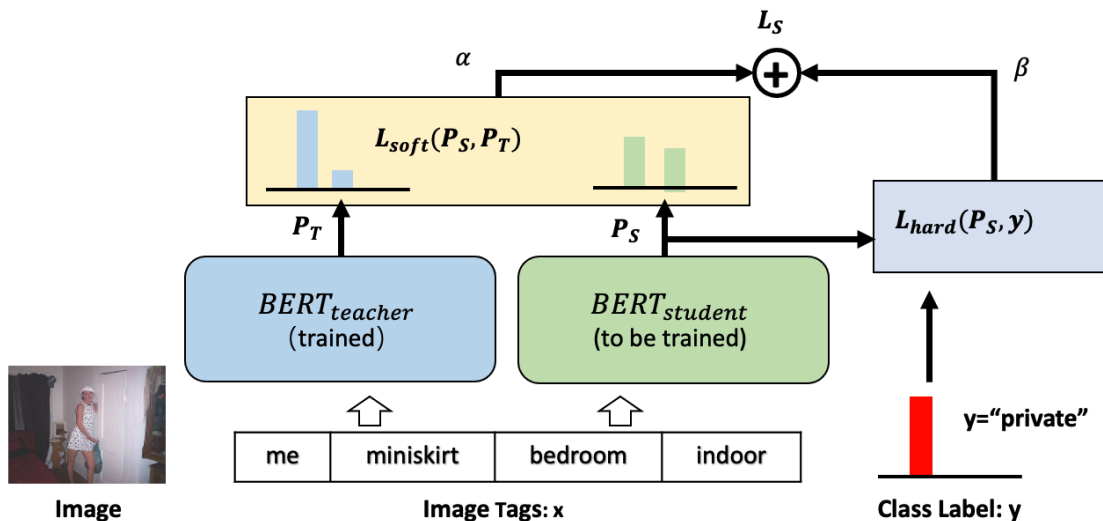 L_S
α
β
L_soft(P_S, P_T)
P_T
P_S
L_hard(P_S, y)
BERT_teacher
(trained)
BERT_student
(to be trained)
y=“private”
me miniskirt bedroom indoor
Image
Image Tags: x
Class Label: y